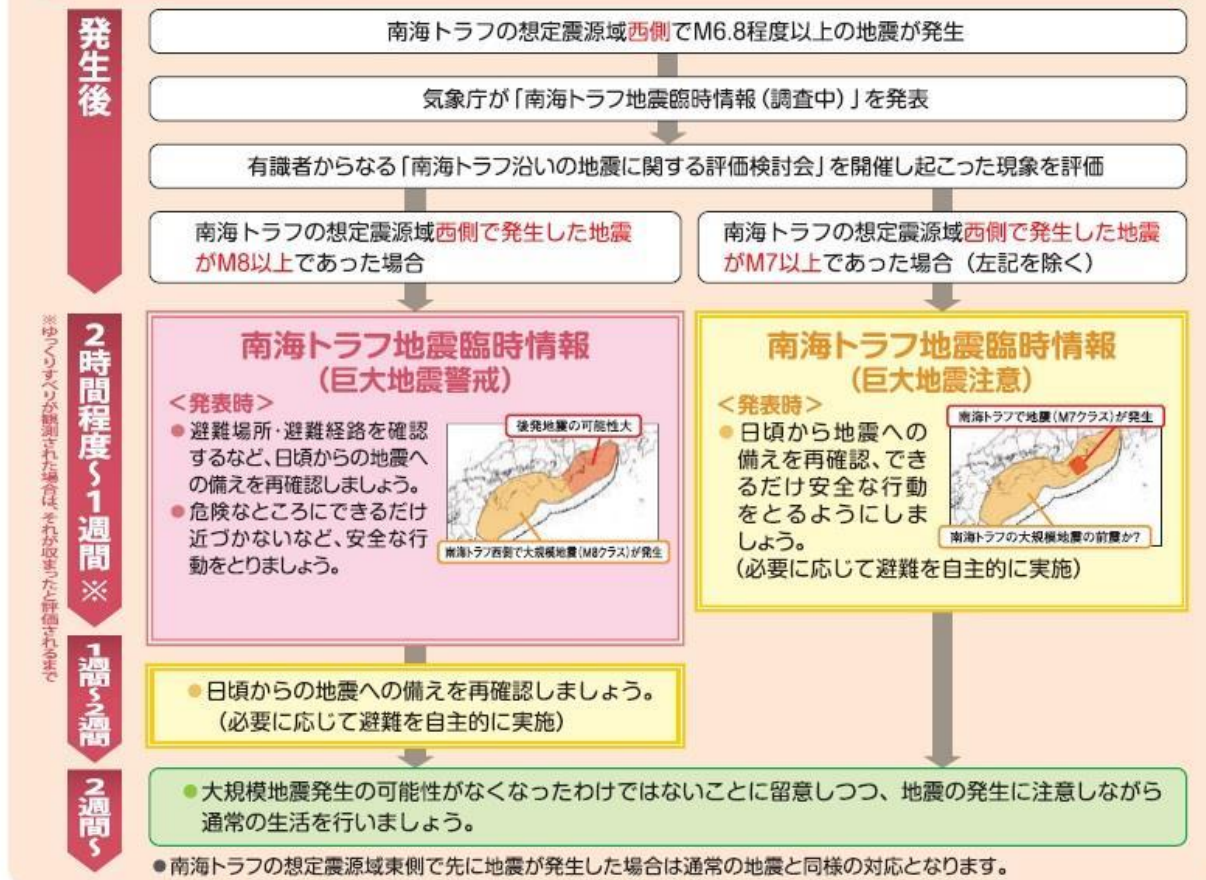 発生後
南海トラフの想定震源域西側でM6.8程度以上の地震が発生
気象庁が「南海トラフ地震臨時情報(調査中)」を発表
有識者からなる「南海トラフ沿いの地震に関する評価検討会」を開催し起こった現象を評価
南海トラフの想定震源域西側で発生した地震
がM8以上であった場合
南海トラフの想定震源域西側で発生した地震
がM7以上であった場合(左記を除く)
2時間程度～1週間※
※ゆっくりすべりが観測された場合は、それが収まったと評価されるまで
南海トラフ地震臨時情報
(巨大地震警戒)
<発表時>
●避難場所・避難経路を確認
するなど、日頃からの地震へ
の備えを再確認しましょう。
●危険なところにできるだけ
近づかないなど、安全な行
動をとりましょう。
後発地震の可能性大
南海トラフ西側で大規模地震(M8クラス)が発生
南海トラフ地震臨時情報
(巨大地震注意)
<発表時>
●日頃から地震への
備えを再確認、でき
るだけ安全な行動
をとるようにしま
しょう。
(必要に応じて避難を自主的に実施)
南海トラフで地震(M7クラス)が発生
南海トラフの大規模地震の前震か?
1週間～2週間
●日頃からの地震への備えを再確認しましょう。
(必要に応じて避難を自主的に実施)
2週間～
●大規模地震発生の可能性がなくなったわけではないことに留意しつつ、地震の発生に注意しながら
通常の生活を行いましょう。
●南海トラフの想定震源域東側で先に地震が発生した場合は通常の地震と同様の対応となります。